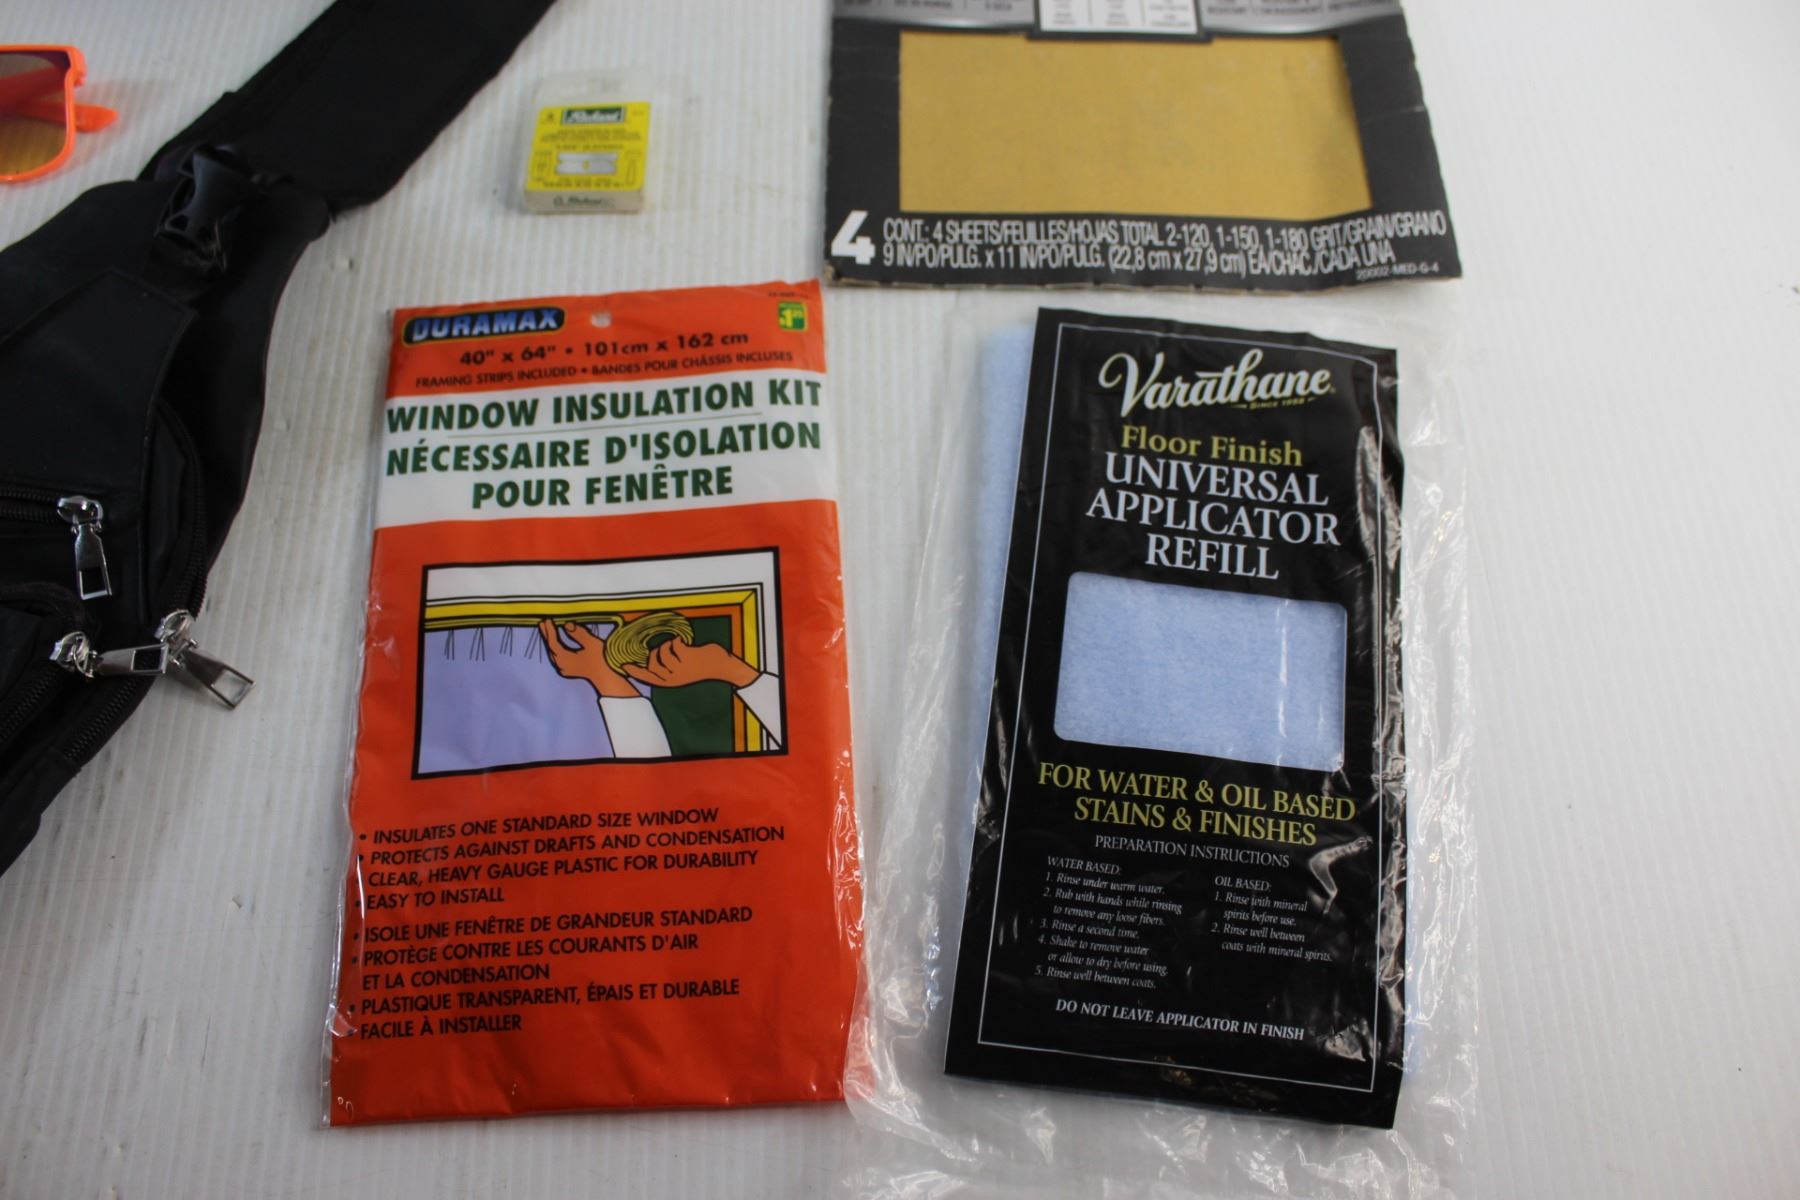 Richard
4 CONT.: 4 SHEETS/FEUILLES/HOJAS TOTAL 2-120, 1-150, 1-180 GRIT/GRAIN/GRANO
9 IN/PO/PULG. x 11 IN/PO/PULG. (22,8 cm x 27,9 cm) EA/CHAC./CADA UNA
20002-MED-G-4
DURAMAX
$1.25
40" x 64" • 101cm x 162 cm
FRAMING STRIPS INCLUDED • BANDES POUR CHÂSSIS INCLUSES
WINDOW INSULATION KIT
NÉCESSAIRE D'ISOLATION
POUR FENÊTRE
• INSULATES ONE STANDARD SIZE WINDOW
• PROTECTS AGAINST DRAFTS AND CONDENSATION
CLEAR, HEAVY GAUGE PLASTIC FOR DURABILITY
• EASY TO INSTALL
• ISOLE UNE FENÊTRE DE GRANDEUR STANDARD
• PROTÈGE CONTRE LES COURANTS D'AIR
ET LA CONDENSATION
• PLASTIQUE TRANSPARENT, ÉPAIS ET DURABLE
• FACILE À INSTALLER
Varathane®
SINCE 1958
Floor Finish
UNIVERSAL
APPLICATOR
REFILL
FOR WATER & OIL BASED
STAINS & FINISHES
PREPARATION INSTRUCTIONS
WATER BASED:
1. Rinse under warm water.
2. Rub with hands while rinsing
to remove any loose fibers.
3. Rinse a second time.
4. Shake to remove water
or allow to dry before using.
5. Rinse well between coats.
OIL BASED:
1. Rinse with mineral
spirits before use.
2. Rinse well between
coats with mineral spirits.
DO NOT LEAVE APPLICATOR IN FINISH